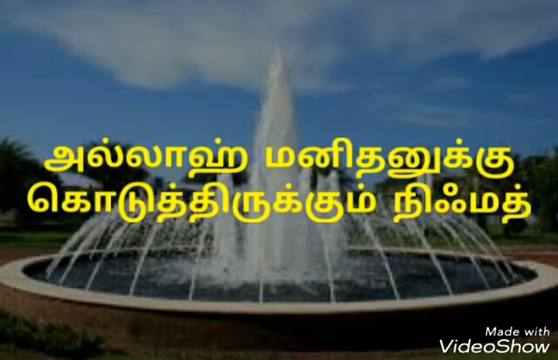 அல்லாஹ் மனிதனுக்கு
கொடுத்திருக்கும் நிஃமத்
Made with
VideoShow